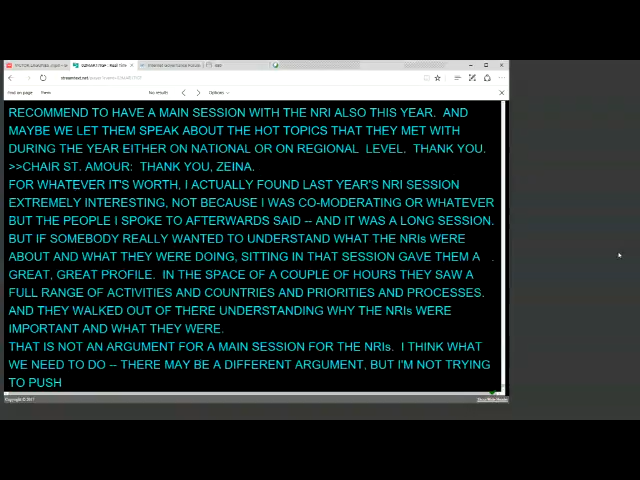 streamtext.net
Find on page
No results
Options
RECOMMEND TO HAVE A MAIN SESSION WITH THE NRI ALSO THIS YEAR. AND
MAYBE WE LET THEM SPEAK ABOUT THE HOT TOPICS THAT THEY MET WITH
DURING THE YEAR EITHER ON NATIONAL OR ON REGIONAL LEVEL. THANK YOU.
>>CHAIR ST. AMOUR: THANK YOU, ZEINA.
FOR WHATEVER IT'S WORTH, I ACTUALLY FOUND LAST YEAR'S NRI SESSION
EXTREMELY INTERESTING, NOT BECAUSE I WAS CO-MODERATING OR WHATEVER
BUT THE PEOPLE I SPOKE TO AFTERWARDS SAID -- AND IT WAS A LONG SESSION.
BUT IF SOMEBODY REALLY WANTED TO UNDERSTAND WHAT THE NRIs WERE
ABOUT AND WHAT THEY WERE DOING, SITTING IN THAT SESSION GAVE THEM A
GREAT, GREAT PROFILE. IN THE SPACE OF A COUPLE OF HOURS THEY SAW A
FULL RANGE OF ACTIVITIES AND COUNTRIES AND PRIORITIES AND PROCESSES.
AND THEY WALKED OUT OF THERE UNDERSTANDING WHY THE NRIs WERE
IMPORTANT AND WHAT THEY WERE.
THAT IS NOT AN ARGUMENT FOR A MAIN SESSION FOR THE NRIs. I THINK WHAT
WE NEED TO DO -- THERE MAY BE A DIFFERENT ARGUMENT, BUT I'M NOT TRYING
TO PUSH
Copyright © 2017